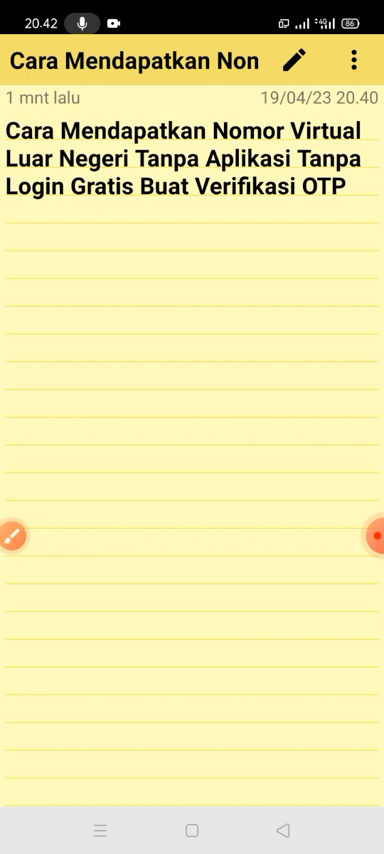 20.42
86
Cara Mendapatkan Non
1 mnt lalu
19/04/23 20.40
Cara Mendapatkan Nomor Virtual
Luar Negeri Tanpa Aplikasi Tanpa
Login Gratis Buat Verifikasi OTP